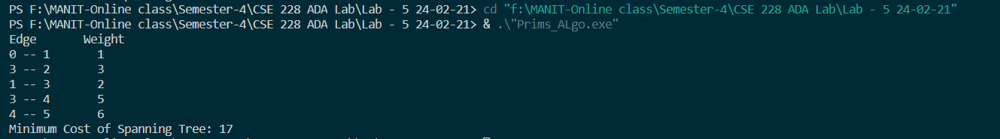 PS F:\MANIT-Online class\Semester-4\CSE 228 ADA Lab\Lab - 5 24-02-21> cd "f:\MANIT-Online class\Semester-4\CSE 228 ADA Lab\Lab - 5 24-02-21"
PS F:\MANIT-Online class\Semester-4\CSE 228 ADA Lab\Lab - 5 24-02-21> & .\"Prims_ALgo.exe"
Edge Weight
0 -- 1 1
3 -- 2 3
1 -- 3 2
3 -- 4 5
4 -- 5 6
Minimum Cost of Spanning Tree: 17